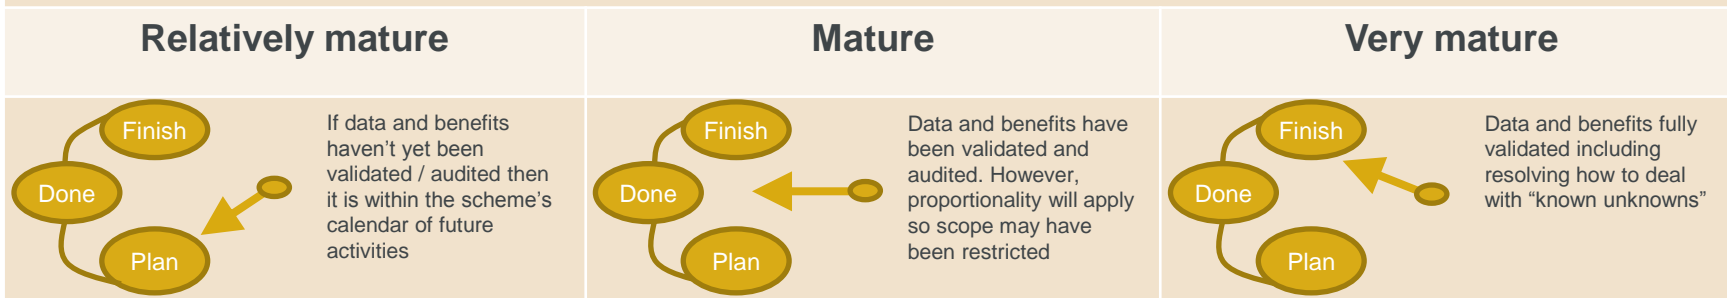 Relatively mature
Mature
Very mature
Finish
Done
Plan
If data and benefits
haven’t yet been
validated / audited then
it is within the scheme’s
calendar of future
activities
Finish
Done
Plan
Data and benefits have
been validated and
audited. However,
proportionality will apply
so scope may have
been restricted
Finish
Done
Plan
Data and benefits fully
validated including
resolving how to deal
with “known unknowns”